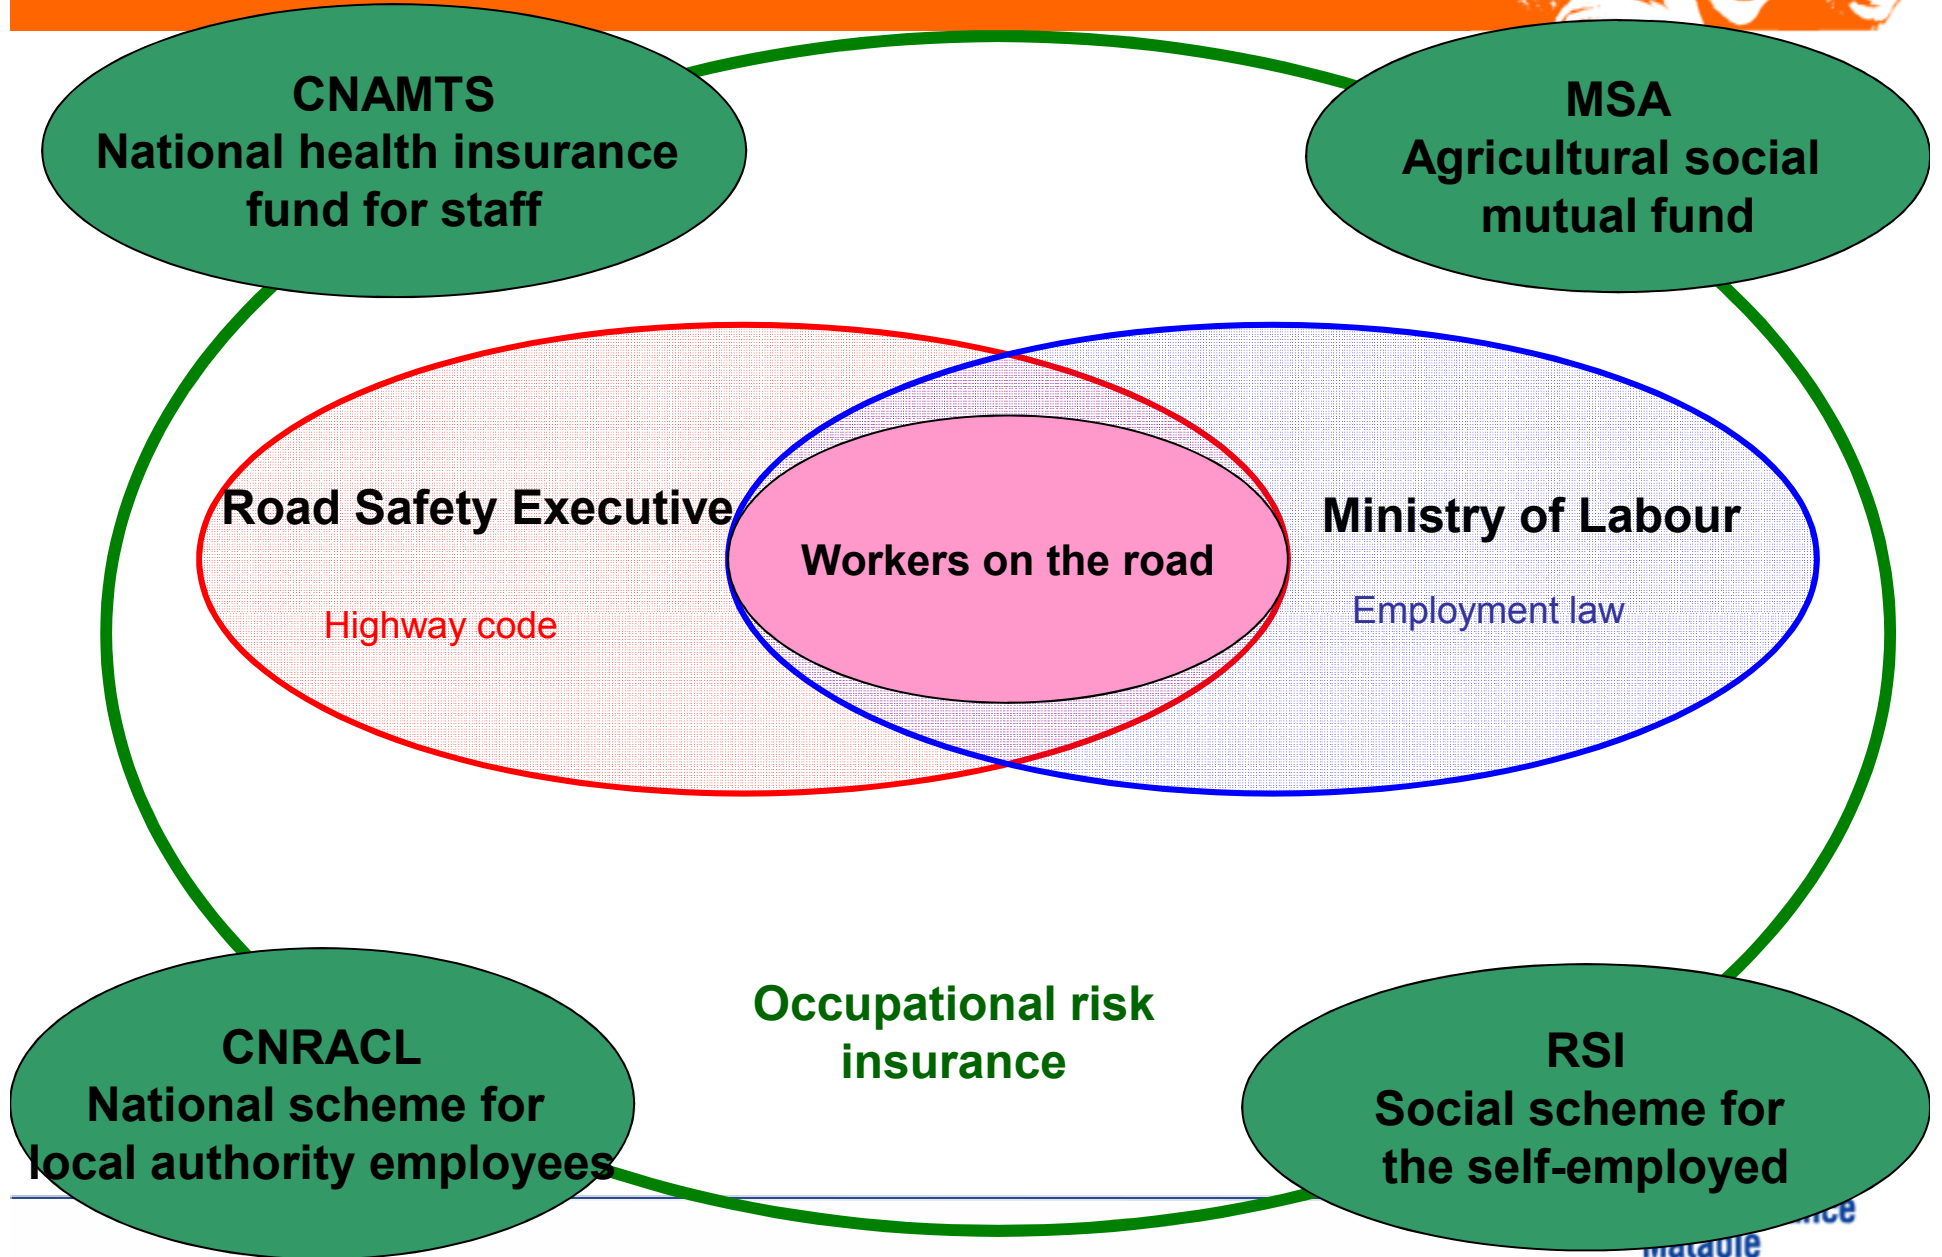 CNAMTS
National health insurance
fund for staff
MSA
Agricultural social
mutual fund
Road Safety Executive
Highway code
Workers on the road
Ministry of Labour
Employment law
Occupational risk
insurance
CNRACL
National scheme for
local authority employees
RSI
Social scheme for
the self-employed